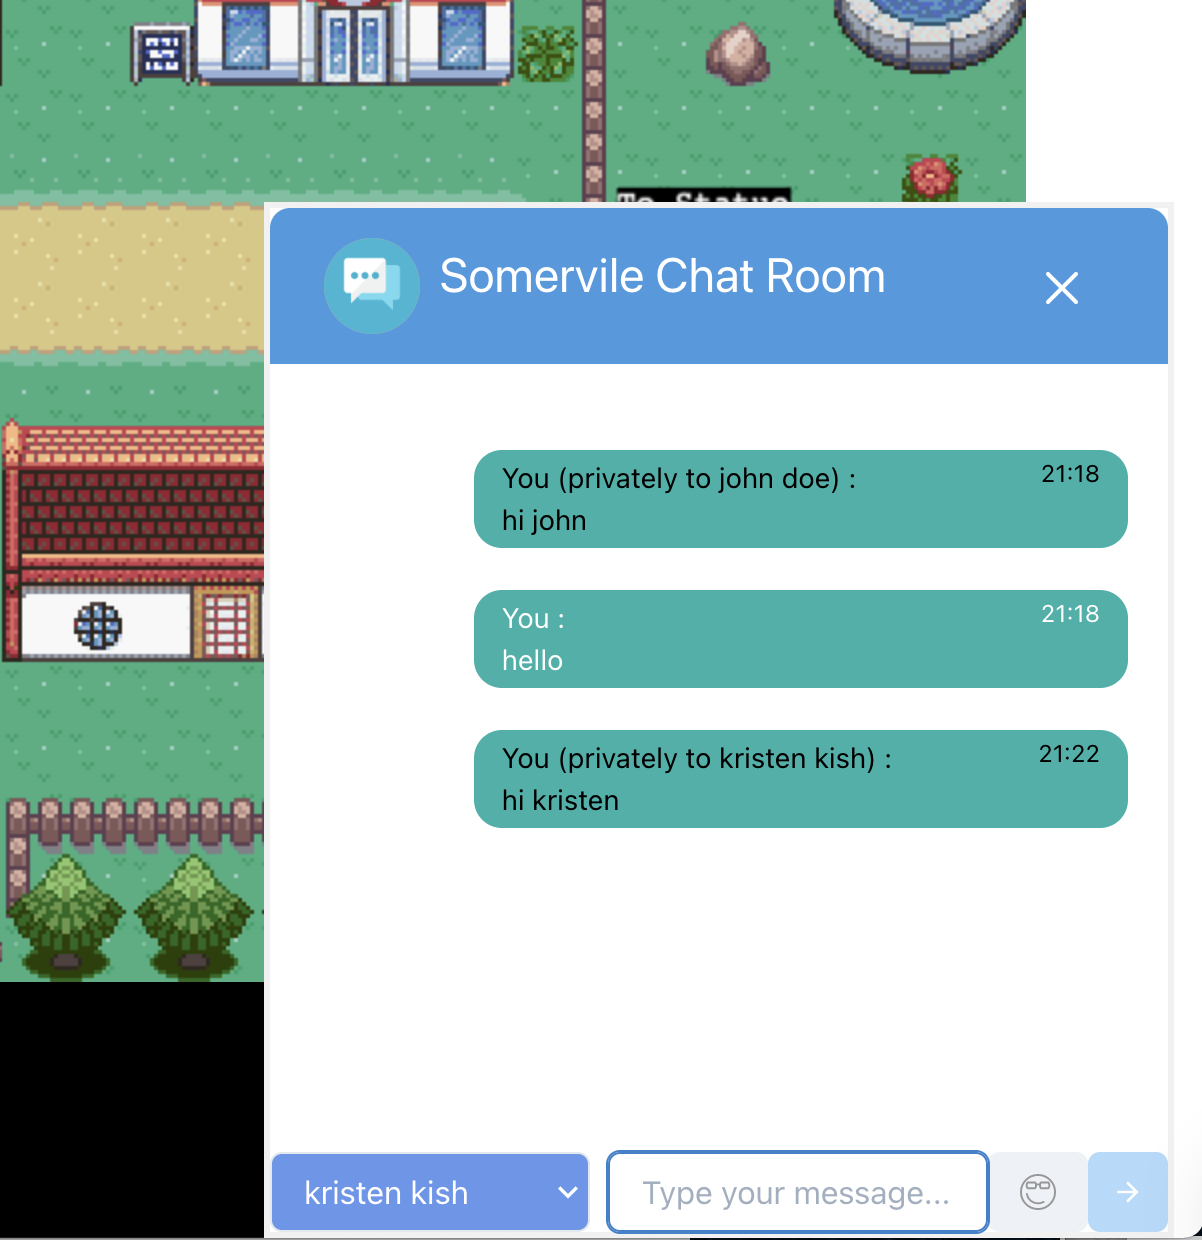 To Statue
Somervile Chat Room
You (privately to john doe) :
21:18
hi john
You :
21:18
hello
You (privately to kristen kish) :
21:22
hi kristen
kristen kish
Type your message...